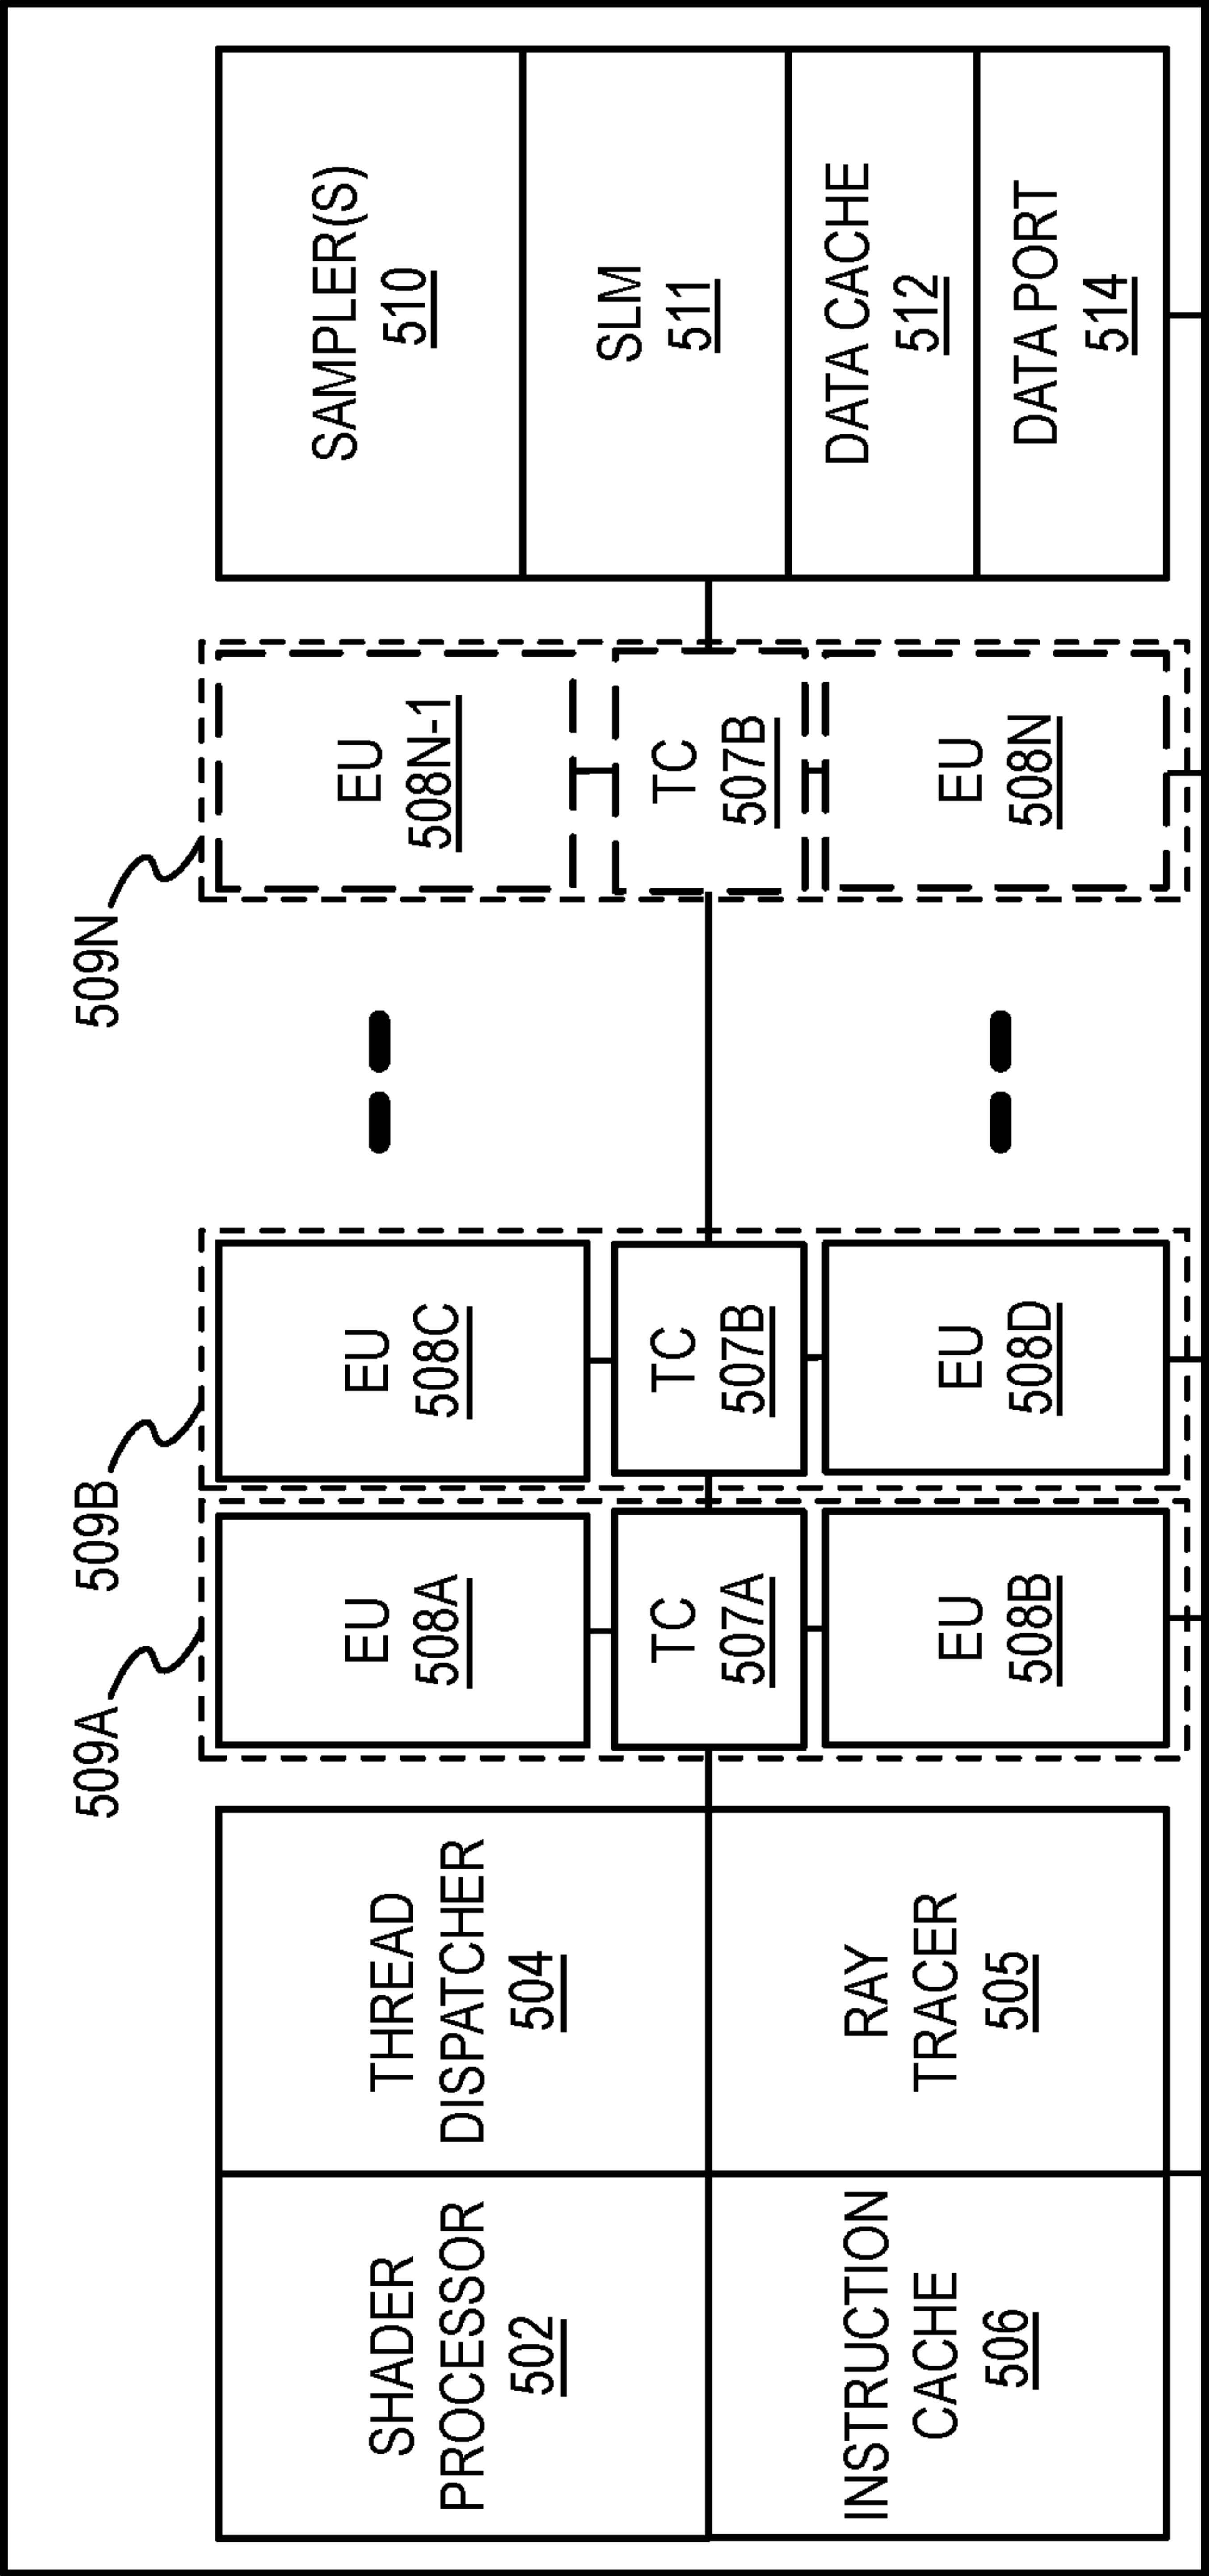 509A
509B
509N
SHADER
PROCESSOR
502
THREAD
DISPATCHER
504
INSTRUCTION
CACHE
506
RAY
TRACER
505
EU
508A
TC
507A
EU
508B
EU
508C
TC
507B
EU
508D
EU
508N-1
TC
507B
EU
508N
SAMPLER(S)
510
SLM
511
DATA CACHE
512
DATA PORT
514